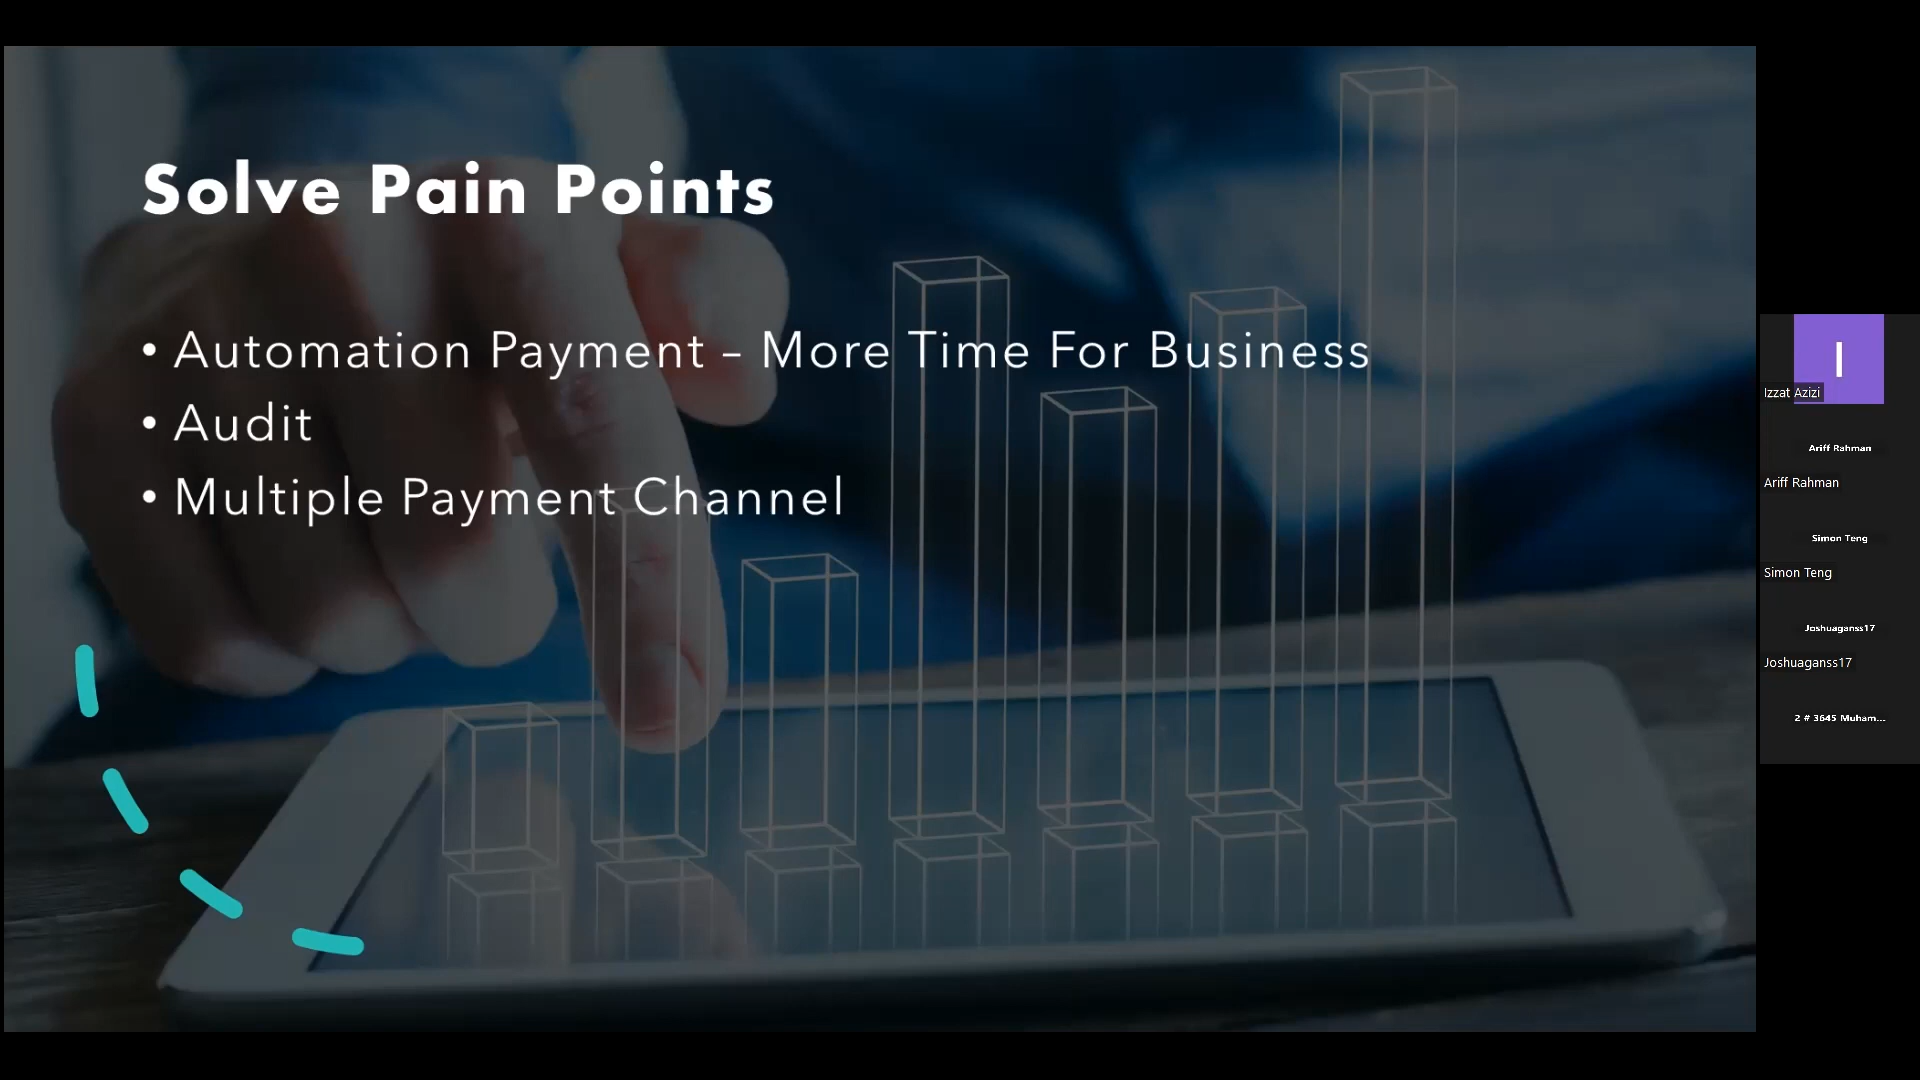 Solve Pain Points
• Automation Payment – More Time For Business
• Audit
• Multiple Payment Channel
I
Izzat Azizi
Ariff Rahman
Ariff Rahman
Simon Teng
Simon Teng
Joshuaganss17
Joshuaganss17
2 # 3645 Muham...